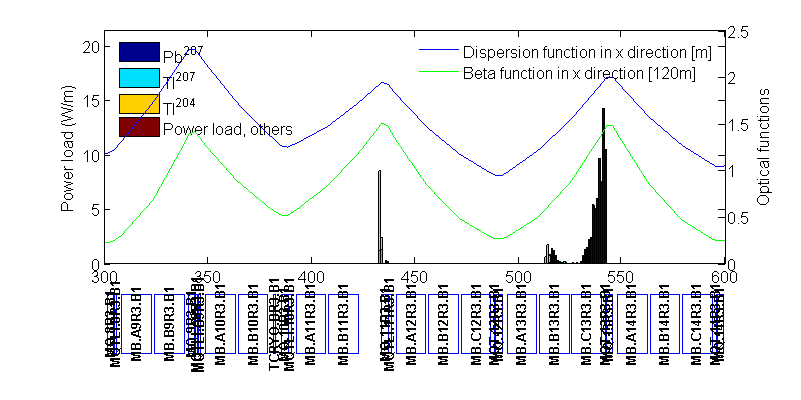 20
15
10
5
0
Power load (W/m)
Pb207
Tl207
Tl204
Power load, others
Dispersion function in x direction [m]
Beta function in x direction [120m]
2.5
2
1.5
1
0.5
0
Optical functions
300
350
400
450
500
550
600
MB.A9R3.B1
MB.B9R3.B1
MB.A10R3.B1
MB.B10R3.B1
MB.A11R3.B1
MB.B11R3.B1
MB.A12R3.B1
MB.B12R3.B1
MB.C12R3.B1
MB.A13R3.B1
MB.B13R3.B1
MB.C13R3.B1
MB.A14R3.B1
MB.B14R3.B1
MB.C14R3.B1